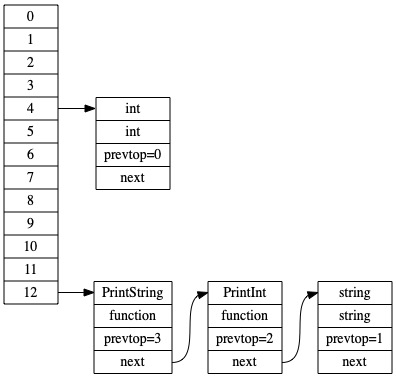 0
1
2
3
4
5
6
7
8
9
10
11
12
int
int
prevtop=0
next
PrintString
function
prevtop=3
next
PrintInt
function
prevtop=2
next
string
string
prevtop=1
next